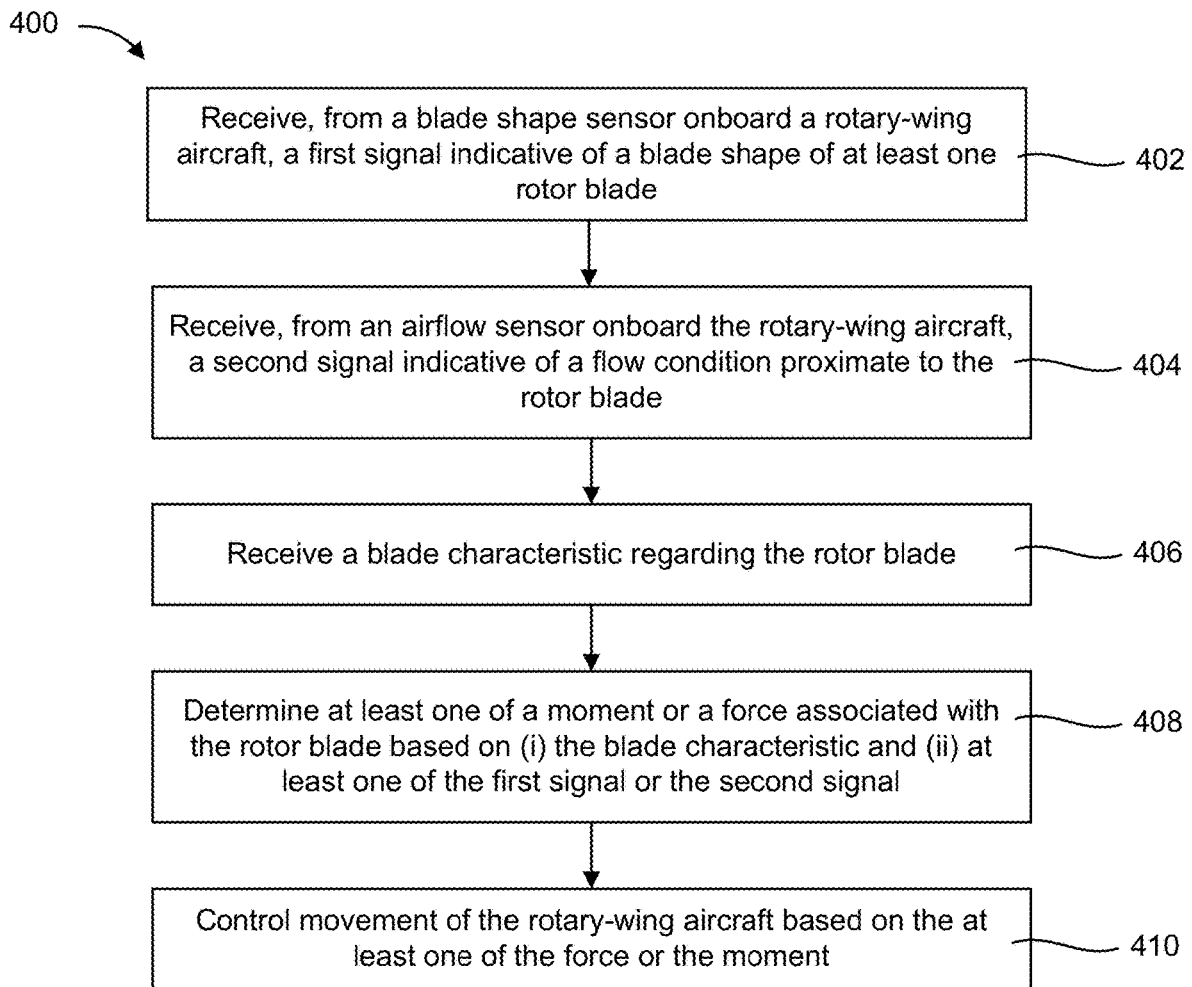 400
Receive, from a blade shape sensor onboard a rotary-wing
aircraft, a first signal indicative of a blade shape of at least one
rotor blade
402
Receive, from an airflow sensor onboard the rotary-wing aircraft,
a second signal indicative of a flow condition proximate to the
rotor blade
404
Receive a blade characteristic regarding the rotor blade
406
Determine at least one of a moment or a force associated with
the rotor blade based on (i) the blade characteristic and (ii) at
least one of the first signal or the second signal
408
Control movement of the rotary-wing aircraft based on the at
least one of the force or the moment
410